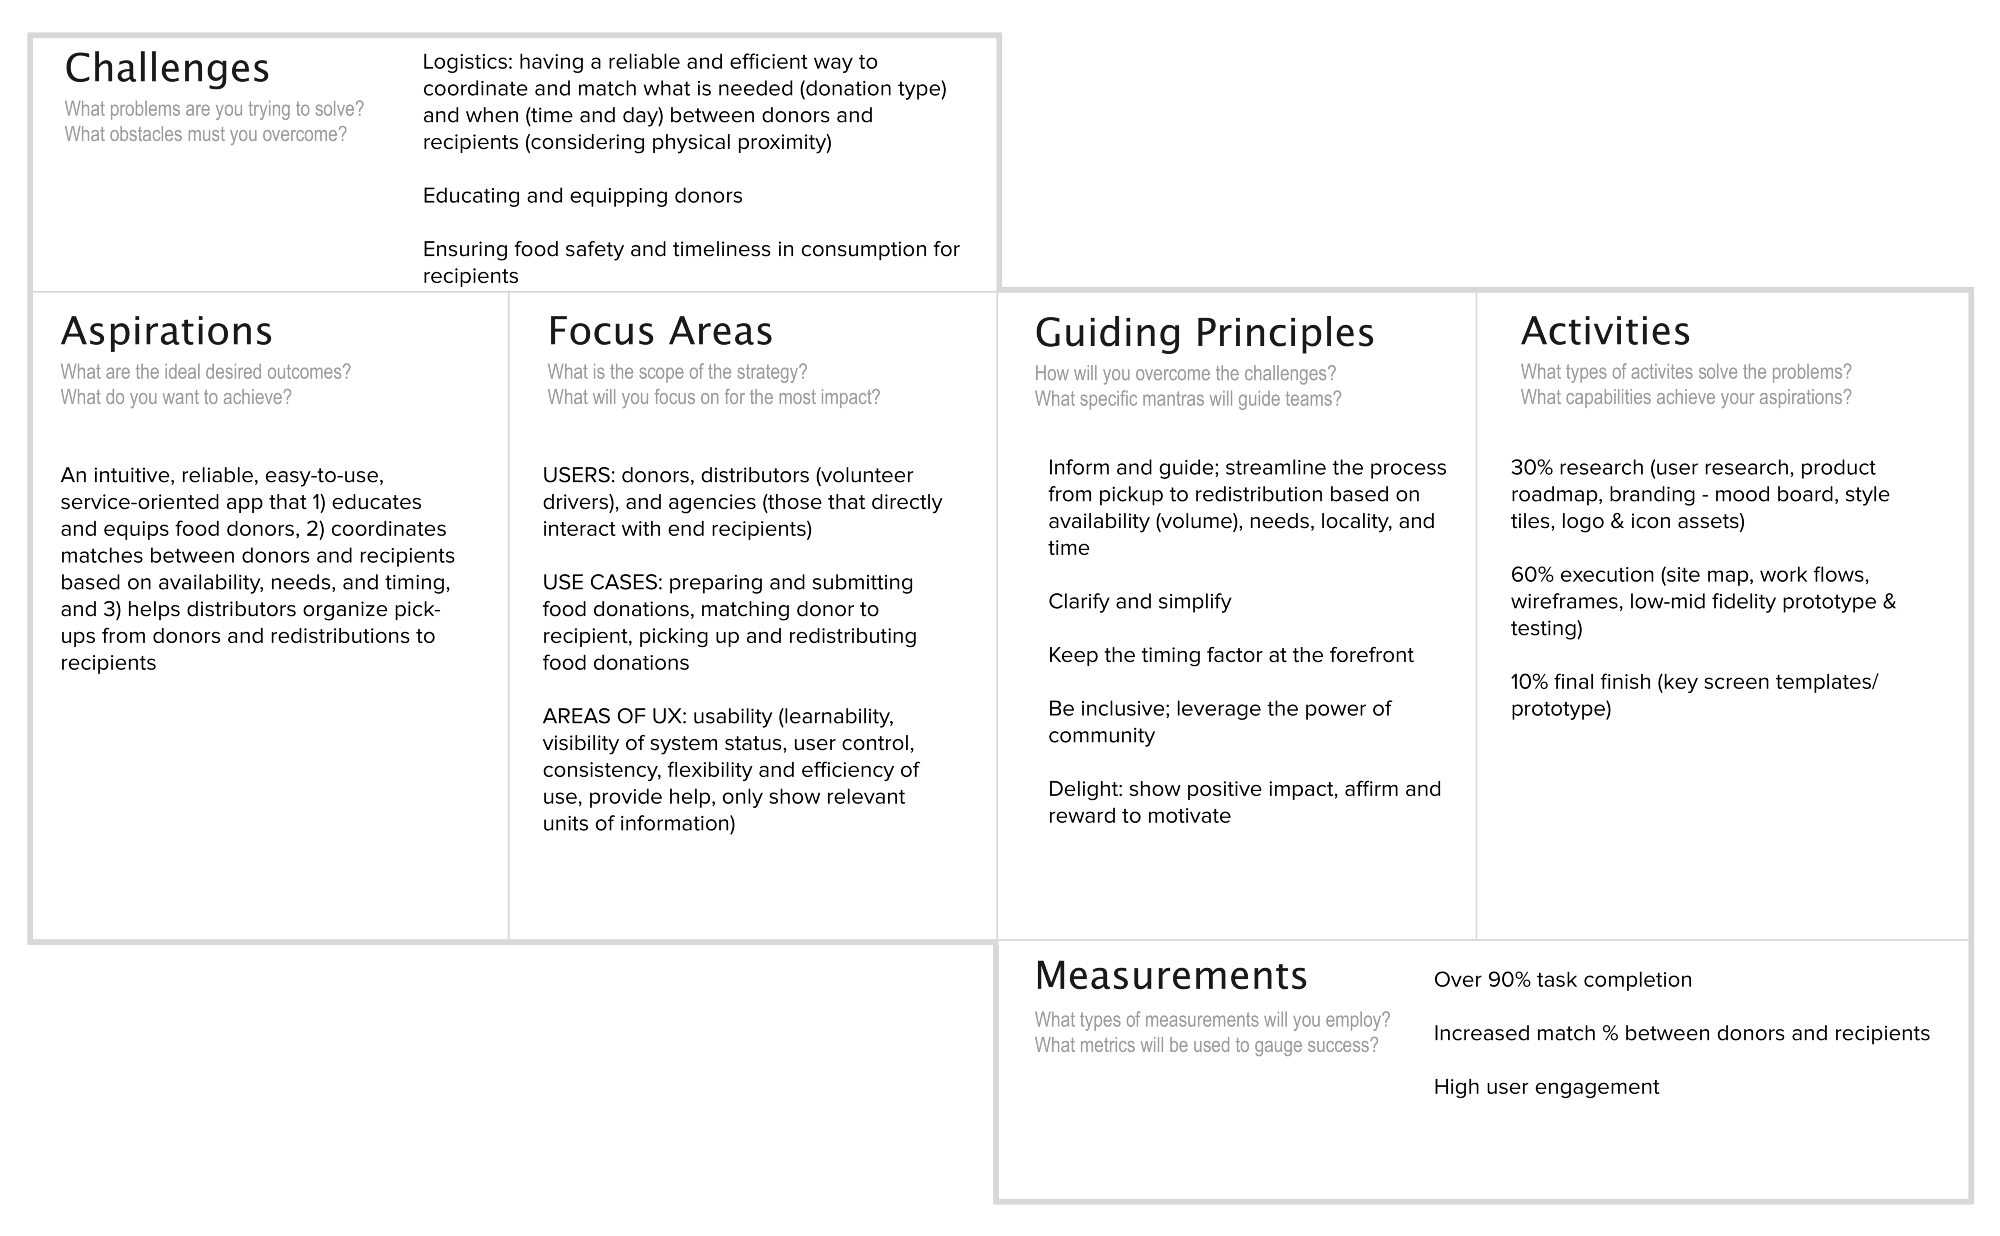 Challenges
What problems are you trying to solve?
What obstacles must you overcome?
Logistics: having a reliable and efficient way to
coordinate and match what is needed (donation type)
and when (time and day) between donors and
recipients (considering physical proximity)
Educating and equipping donors
Ensuring food safety and timeliness in consumption for
recipients
Aspirations
What are the ideal desired outcomes?
What do you want to achieve?
An intuitive, reliable, easy-to-use,
service-oriented app that 1) educates
and equips food donors, 2) coordinates
matches between donors and recipients
based on availability, needs, and timing,
and 3) helps distributors organize pick-
ups from donors and redistributions to
recipients
Focus Areas
What is the scope of the strategy?
What will you focus on for the most impact?
USERS: donors, distributors (volunteer
drivers), and agencies (those that directly
interact with end recipients)
USE CASES: preparing and submitting
food donations, matching donor to
recipient, picking up and redistributing
food donations
AREAS OF UX: usability (learnability,
visibility of system status, user control,
consistency, flexibility and efficiency of
use, provide help, only show relevant
units of information)
Guiding Principles
How will you overcome the challenges?
What specific mantras will guide teams?
Inform and guide; streamline the process
from pickup to redistribution based on
availability (volume), needs, locality, and
time
Clarify and simplify
Keep the timing factor at the forefront
Be inclusive; leverage the power of
community
Delight: show positive impact, affirm and
reward to motivate
Activities
What types of activites solve the problems?
What capabilities achieve your aspirations?
30% research (user research, product
roadmap, branding - mood board, style
tiles, logo & icon assets)
60% execution (site map, work flows,
wireframes, low-mid fidelity prototype &
testing)
10% final finish (key screen templates/
prototype)
Measurements
What types of measurements will you employ?
What metrics will be used to gauge success?
Over 90% task completion
Increased match % between donors and recipients
High user engagement